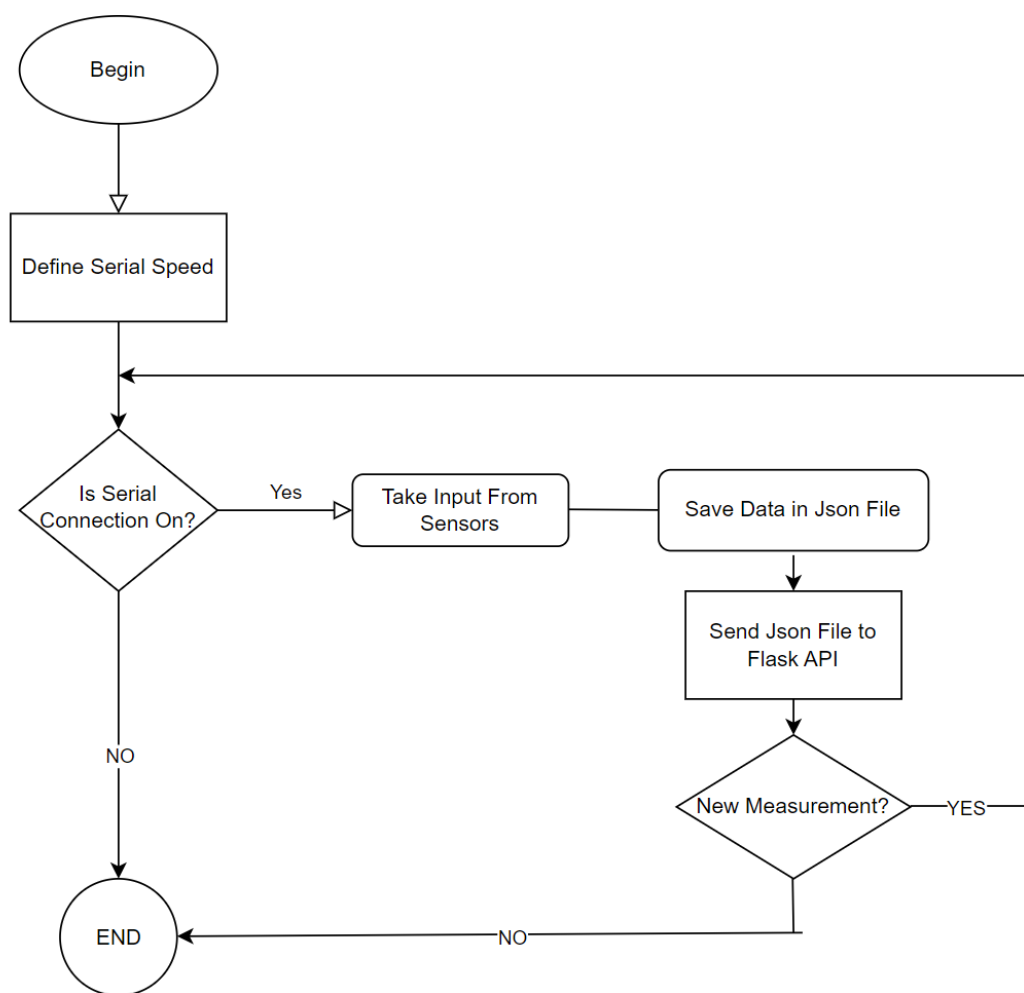 Begin
Define Serial Speed
Is Serial
Connection On?
Yes
Take Input From
Sensors
Save Data in Json File
Send Json File to
Flask API
New Measurement?
YES
NO
END
NO